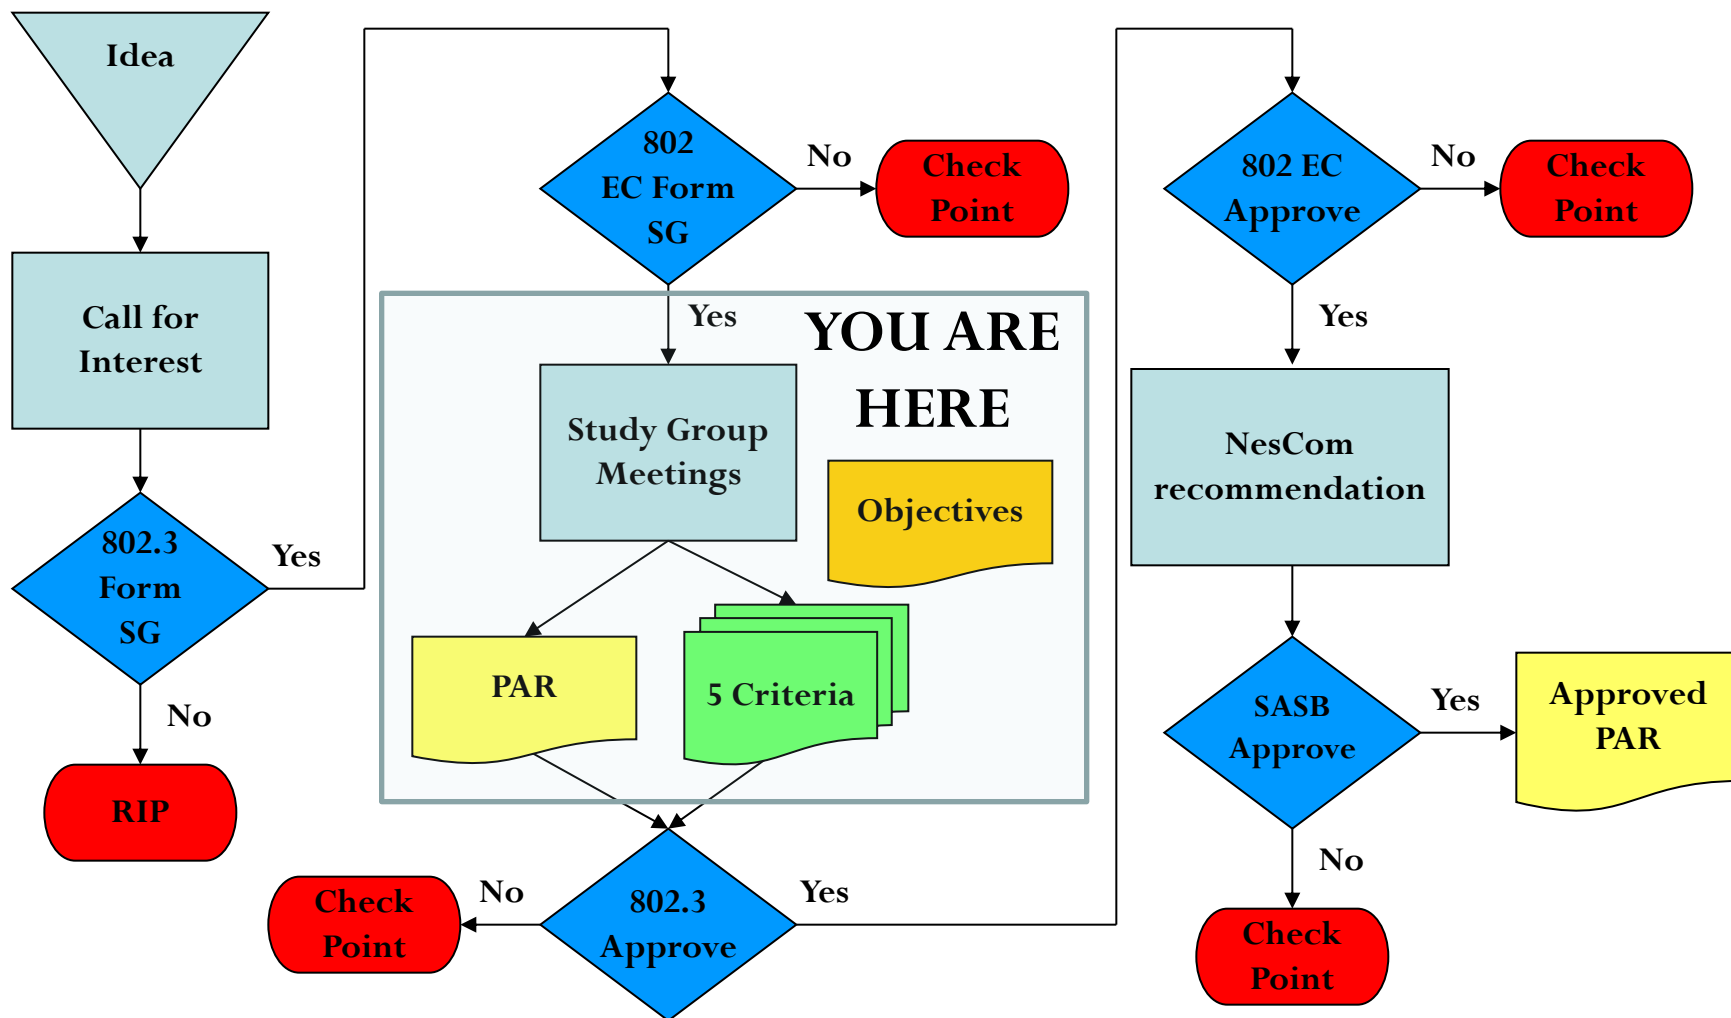 Idea
Call for
Interest
802.3
Form
SG
Yes
No
RIP
802
EC Form
SG
No
Check
Point
Yes
YOU ARE
HERE
Study Group
Meetings
Objectives
PAR
5 Criteria
802.3
Approve
No
Check
Point
Yes
802 EC
Approve
No
Check
Point
Yes
NesCom
recommendation
SASB
Approve
Yes
Approved
PAR
No
Check
Point